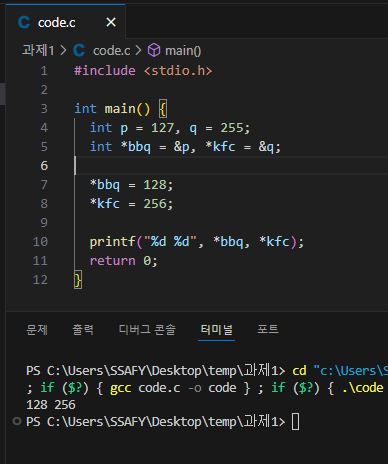 code.c
과제1 > code.c > main()
1 #include <stdio.h>
2
3 int main() {
4 int p = 127, q = 255;
5 int *bbq = &p, *kfc = &q;
6
7 *bbq = 128;
8 *kfc = 256;
9
10 printf("%d %d", *bbq, *kfc);
11 return 0;
12 }
문제 출력 디버그 콘솔 터미널 포트
PS C:\Users\SSAFY\Desktop\temp\과제1> cd "c:\Users\S
; if ($?) { gcc code.c -o code } ; if ($?) { .\code
128 256
PS C:\Users\SSAFY\Desktop\temp\과제1>